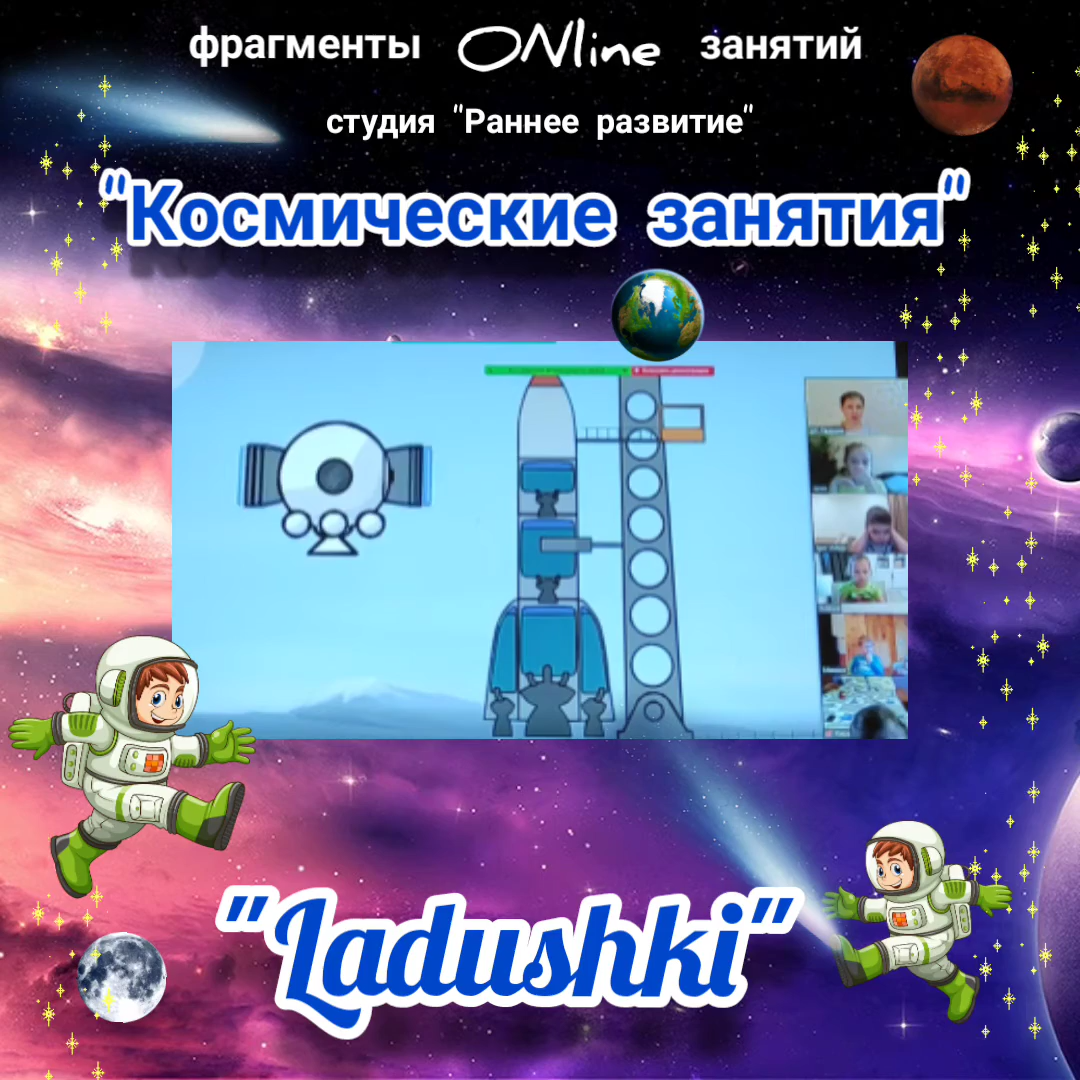 фрагменты ONline занятий
студия "Раннее развитие"
"Космические занятия"
"Ladushki"